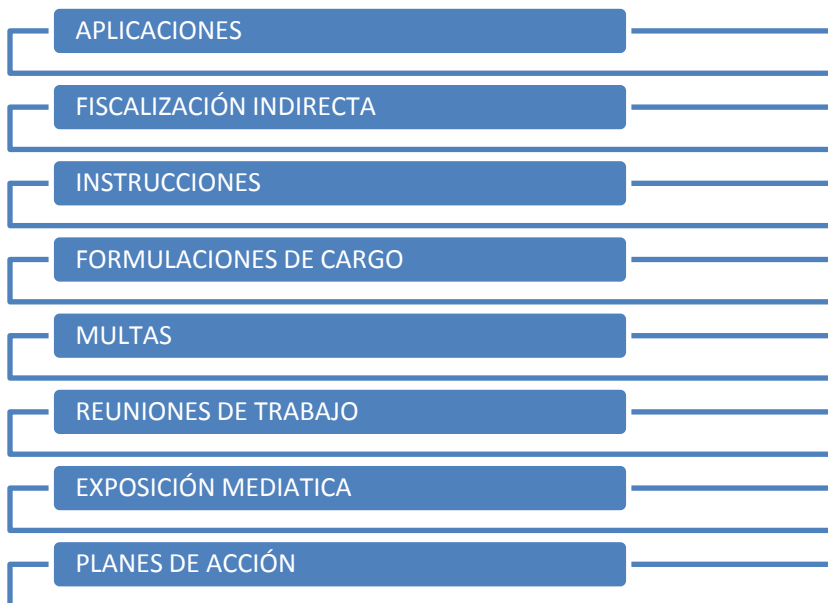 APLICACIONES
FISCALIZACIÓN INDIRECTA
INSTRUCCIONES
FORMULACIONES DE CARGO
MULTAS
REUNIONES DE TRABAJO
EXPOSICIÓN MEDIATICA
PLANES DE ACCIÓN